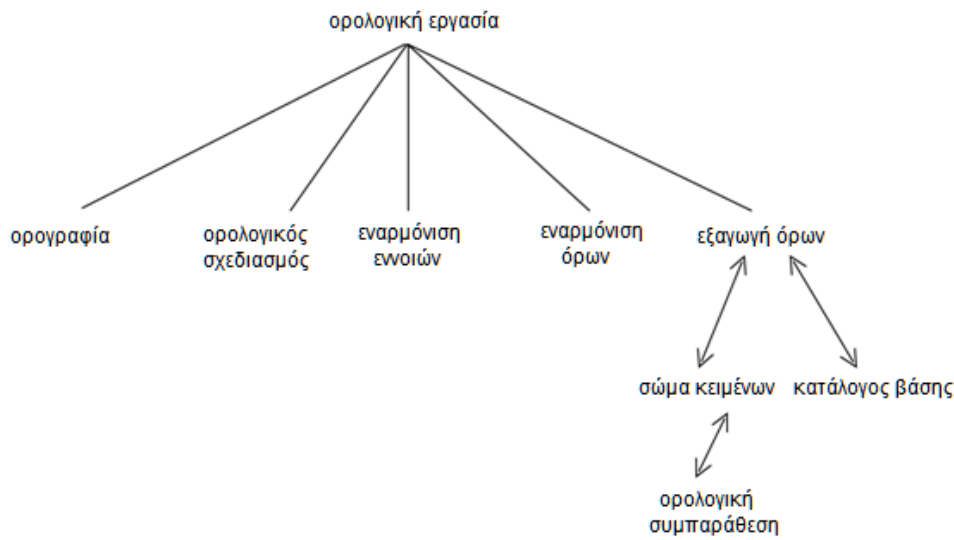 ορολογική εργασία
ορογραφία
ορολογικός
σχεδιασμός
εναρμόνιση
εννοιών
εναρμόνιση
όρων
εξαγωγή όρων
σώμα κειμένων
κατάλογος βάσης
ορολογική
συμπαράθεση